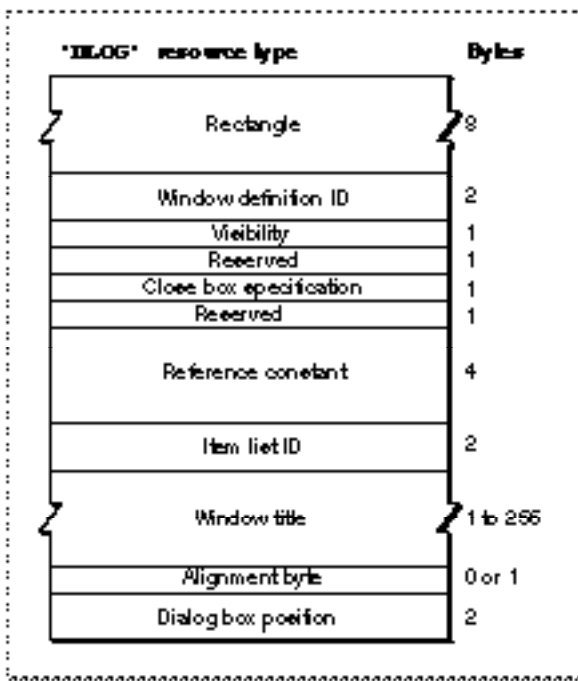 'DLOG' resource type Bytes
Rectangle 8
Window definition ID 2
Visibility 1
Reserved 1
Close box specification 1
Reserved 1
Reference constant 4
Item list ID 2
Window title 1 to 256
Alignment byte 0 or 1
Dialog box position 2